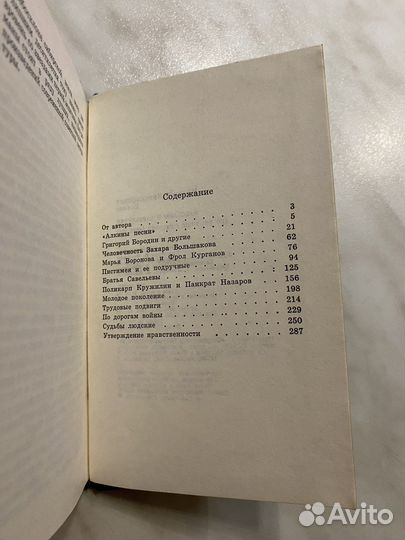 Содержание
От автора . . . . . . . . . . 3
«Алкины песни» . . . . . . . . . . 5
Григорий Бородин и другие . . . . . . . . 21
Человечность Захара Большакова . . . . . . 62
Марья Воронова и Фрол Курганов . . . . . . 76
Пистимея и ее подручные . . . . . . . . 94
Братья Савельевы . . . . . . . . . . 125
Поликарп Кружилин и Панкрат Назаров . . . . 156
Молодое поколение . . . . . . . . . . 198
Трудовые подвиги . . . . . . . . . . 214
По дорогам войны . . . . . . . . . . 229
Судьбы людские . . . . . . . . . . 250
Утверждение нравственности . . . . . . . 287
Avito